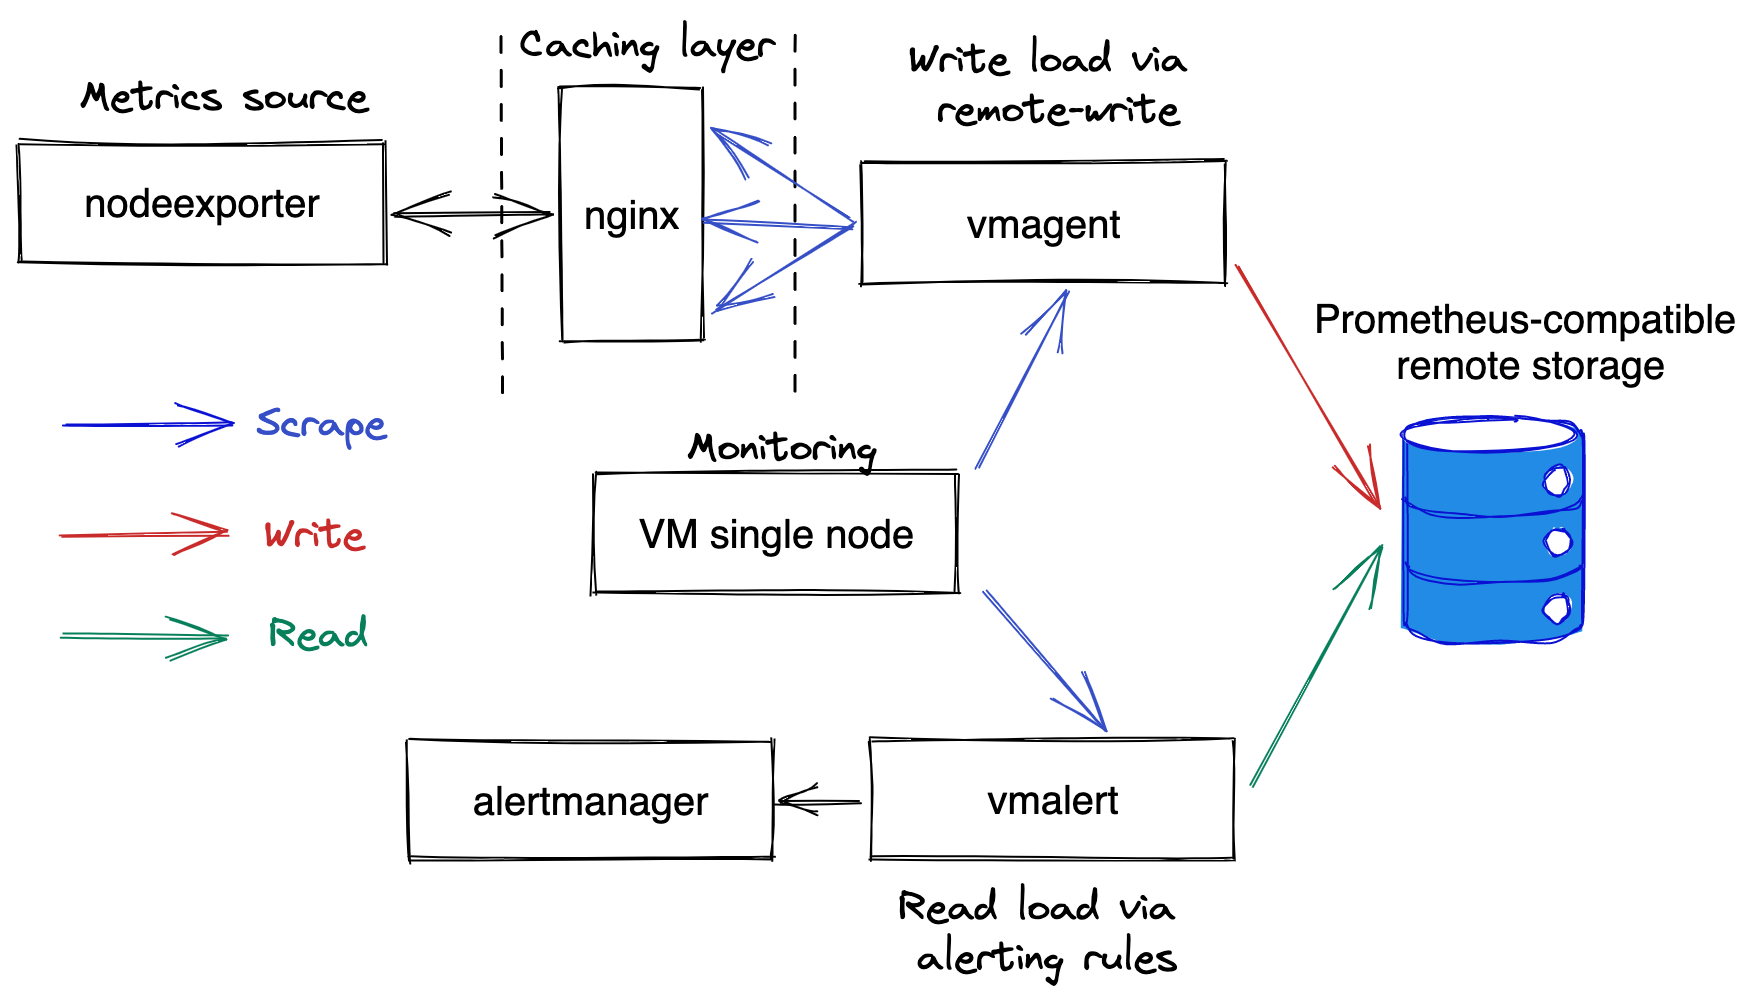 Caching layer
Write load via
remote-write
Metrics source
nodeexporter
nginx
vmagent
Prometheus-compatible
remote storage
Scrape
Monitoring
VM single node
Write
Read
alertmanager
vmalert
Read load via
alerting rules